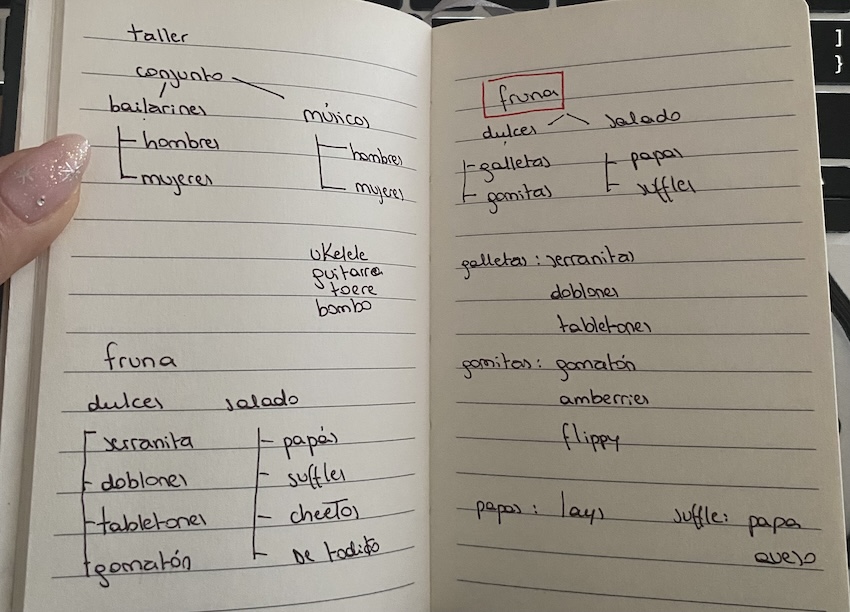 taller
conjunto
bailarines
músicos
hombres
mujeres
hombres
mujeres
ukelele
guitarra
toere
bombo
fruna
dulces salado
serranita papás
doblones suffles
tabletones cheetos
gomatón De todito
fruna
dulces salado
galletas papas
gomitas suffles
galletas: serranitas
doblones
tabletones
gomitas: gomatón
amberries
flippy
papas: lays suffle: papa
queso
]
}